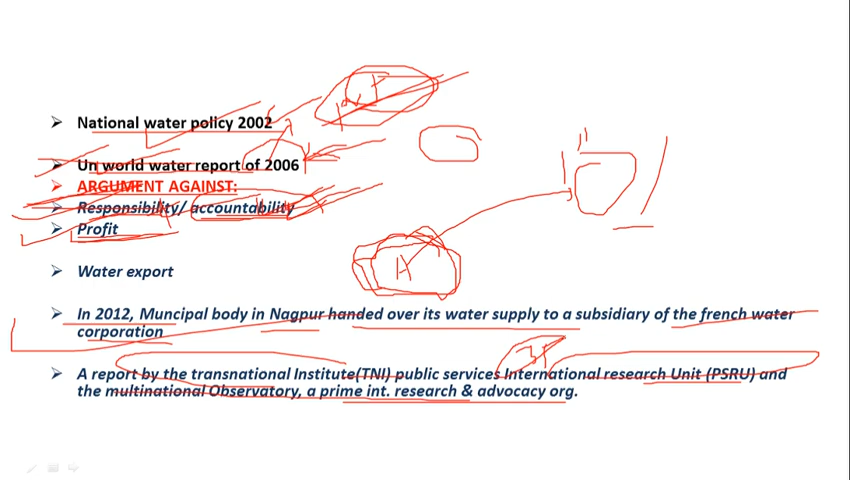 National water policy 2002
Un world water report of 2006
ARGUMENT AGAINST:
Responsibility/ accountability
Profit
A
Water export
In 2012, Muncipal body in Nagpur handed over its water supply to a subsidiary of the french water
corporation
A report by the transnational Institute(TNI) public services International research Unit (PSRU) and
the multinational Observatory, a prime int. research & advocacy org.